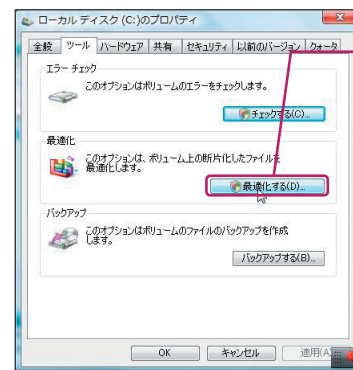 ローカル ディスク (C:)のプロパティ
全般 ツール ハードウェア 共有 セキュリティ 以前のバージョン クォータ
エラー チェック
このオプションはボリュームのエラーをチェックします。
チェックする(C)...
最適化
このオプションは、ボリューム上の断片化したファイルを
最適化します。
最適化する(D)...
バックアップ
このオプションはボリュームのファイルのバックアップを作成
します。
バックアップする(B)...
OK キャンセル 適用(A)